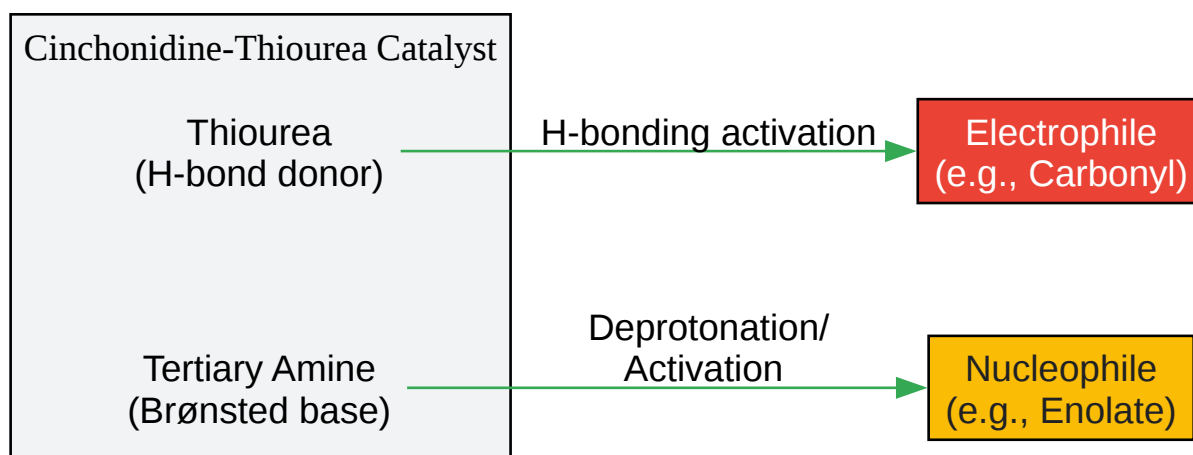 Cinchonidine-Thiourea Catalyst
Thiourea
(H-bond donor)
H-bonding activation
Electrophile
(e.g., Carbonyl)
Tertiary Amine
(Brønsted base)
Deprotonation/
Activation
Nucleophile
(e.g., Enolate)